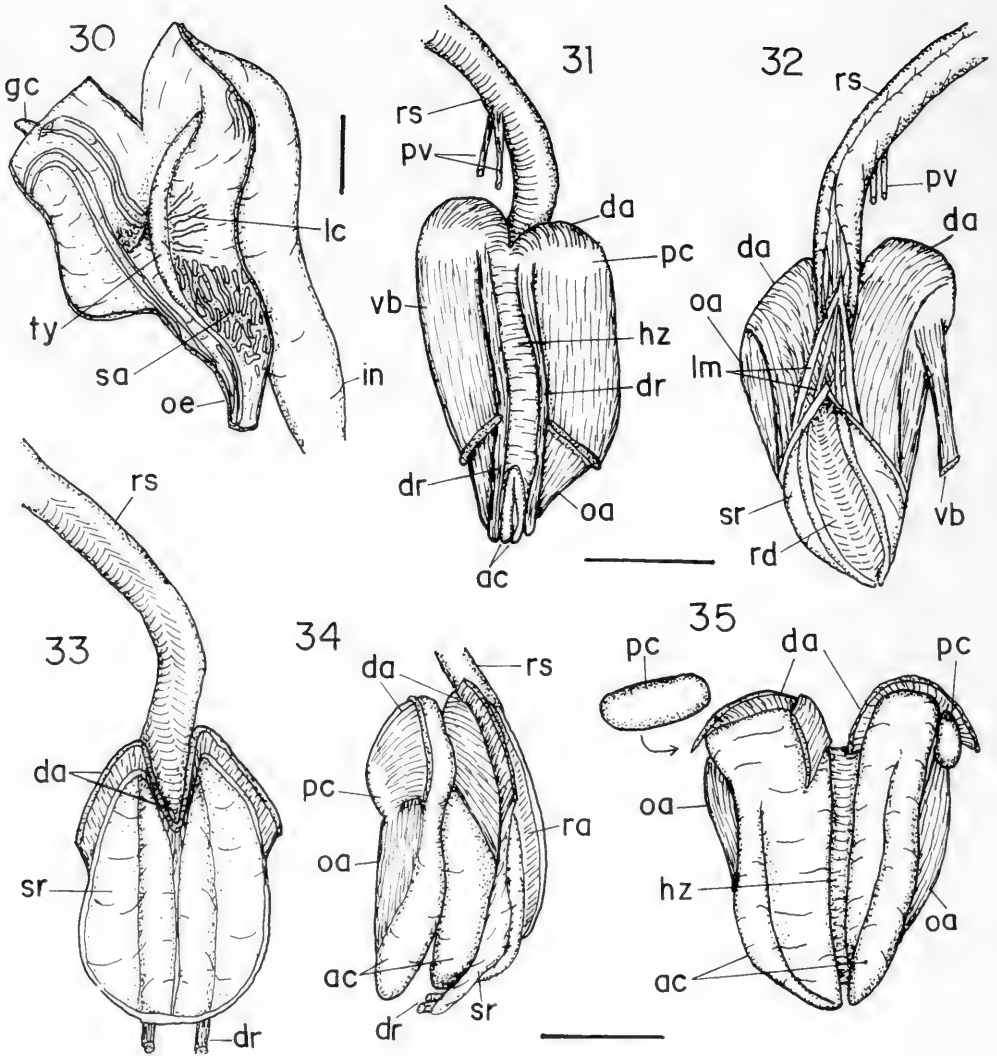 30
gc
lc
ty
sa
oe
in
31
rs
pv
da
pc
vb
hz
dr
dr
oa
ac
32
rs
pv
da
da
oa
lm
sr
rd
vb
33
rs
da
sr
dr
34
da
rs
pc
oa
ra
ac
dr
sr
35
pc
da
pc
oa
hz
oa
ac